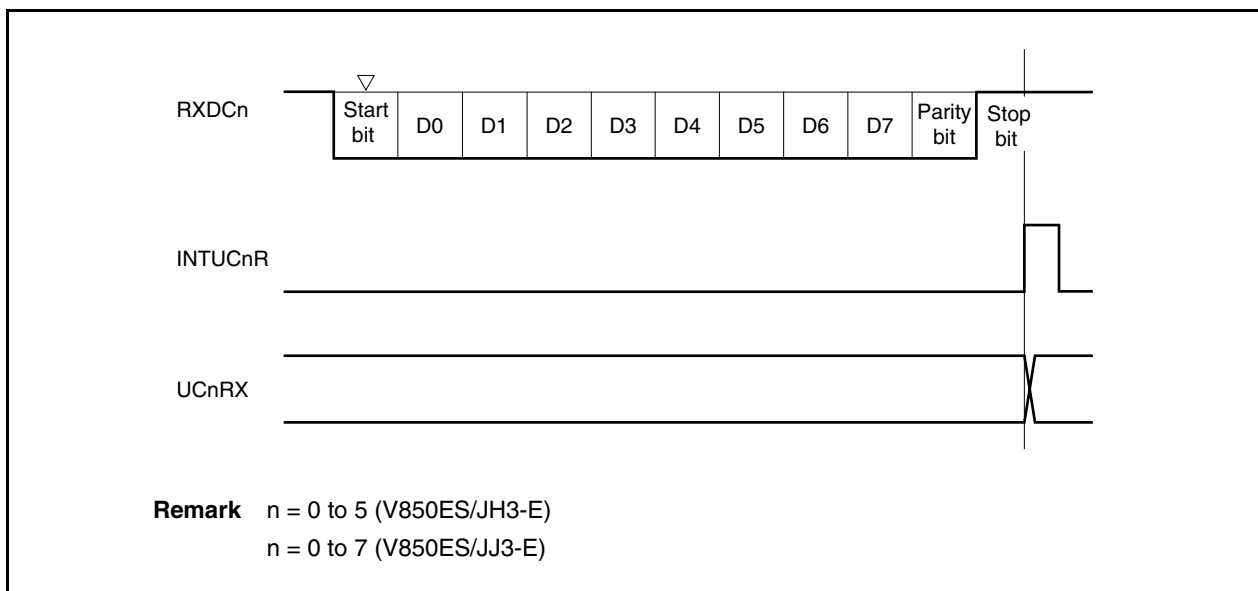 RXDCn
Start bit
D0
D1
D2
D3
D4
D5
D6
D7
Parity bit
Stop bit
INTUCnR
UCnRX
Remark n = 0 to 5 (V850ES/JH3-E)
n = 0 to 7 (V850ES/JJ3-E)